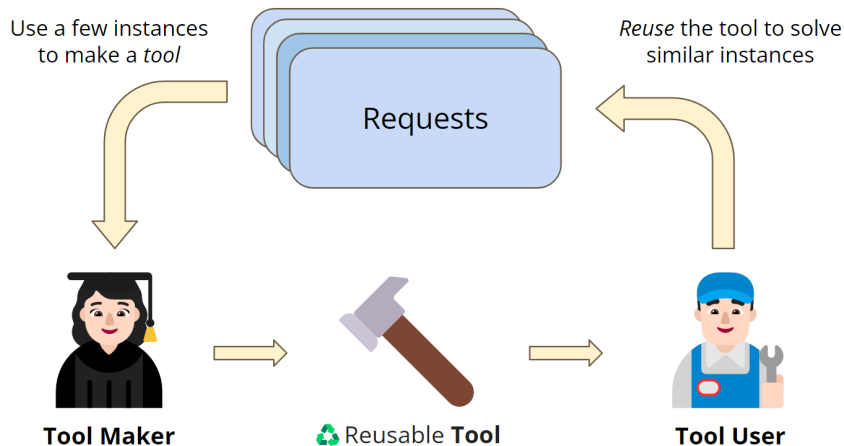 Use a few instances
to make a tool
Reuse the tool to solve
similar instances
Requests
Tool Maker
Reusable Tool
Tool User